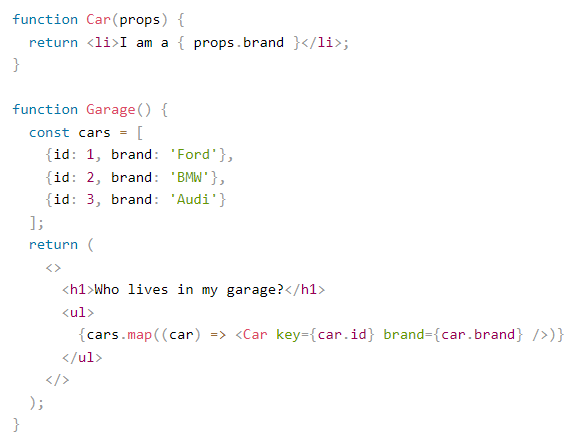 function Car(props) {
  return <li>I am a { props.brand }</li>;
}

function Garage() {
  const cars = [
    {id: 1, brand: 'Ford'},
    {id: 2, brand: 'BMW'},
    {id: 3, brand: 'Audi'}
  ];
  return (
    <>
      <h1>Who lives in my garage?</h1>
      <ul>
        {cars.map((car) => <Car key={car.id} brand={car.brand} />)}
      </ul>
    </>
  );
}